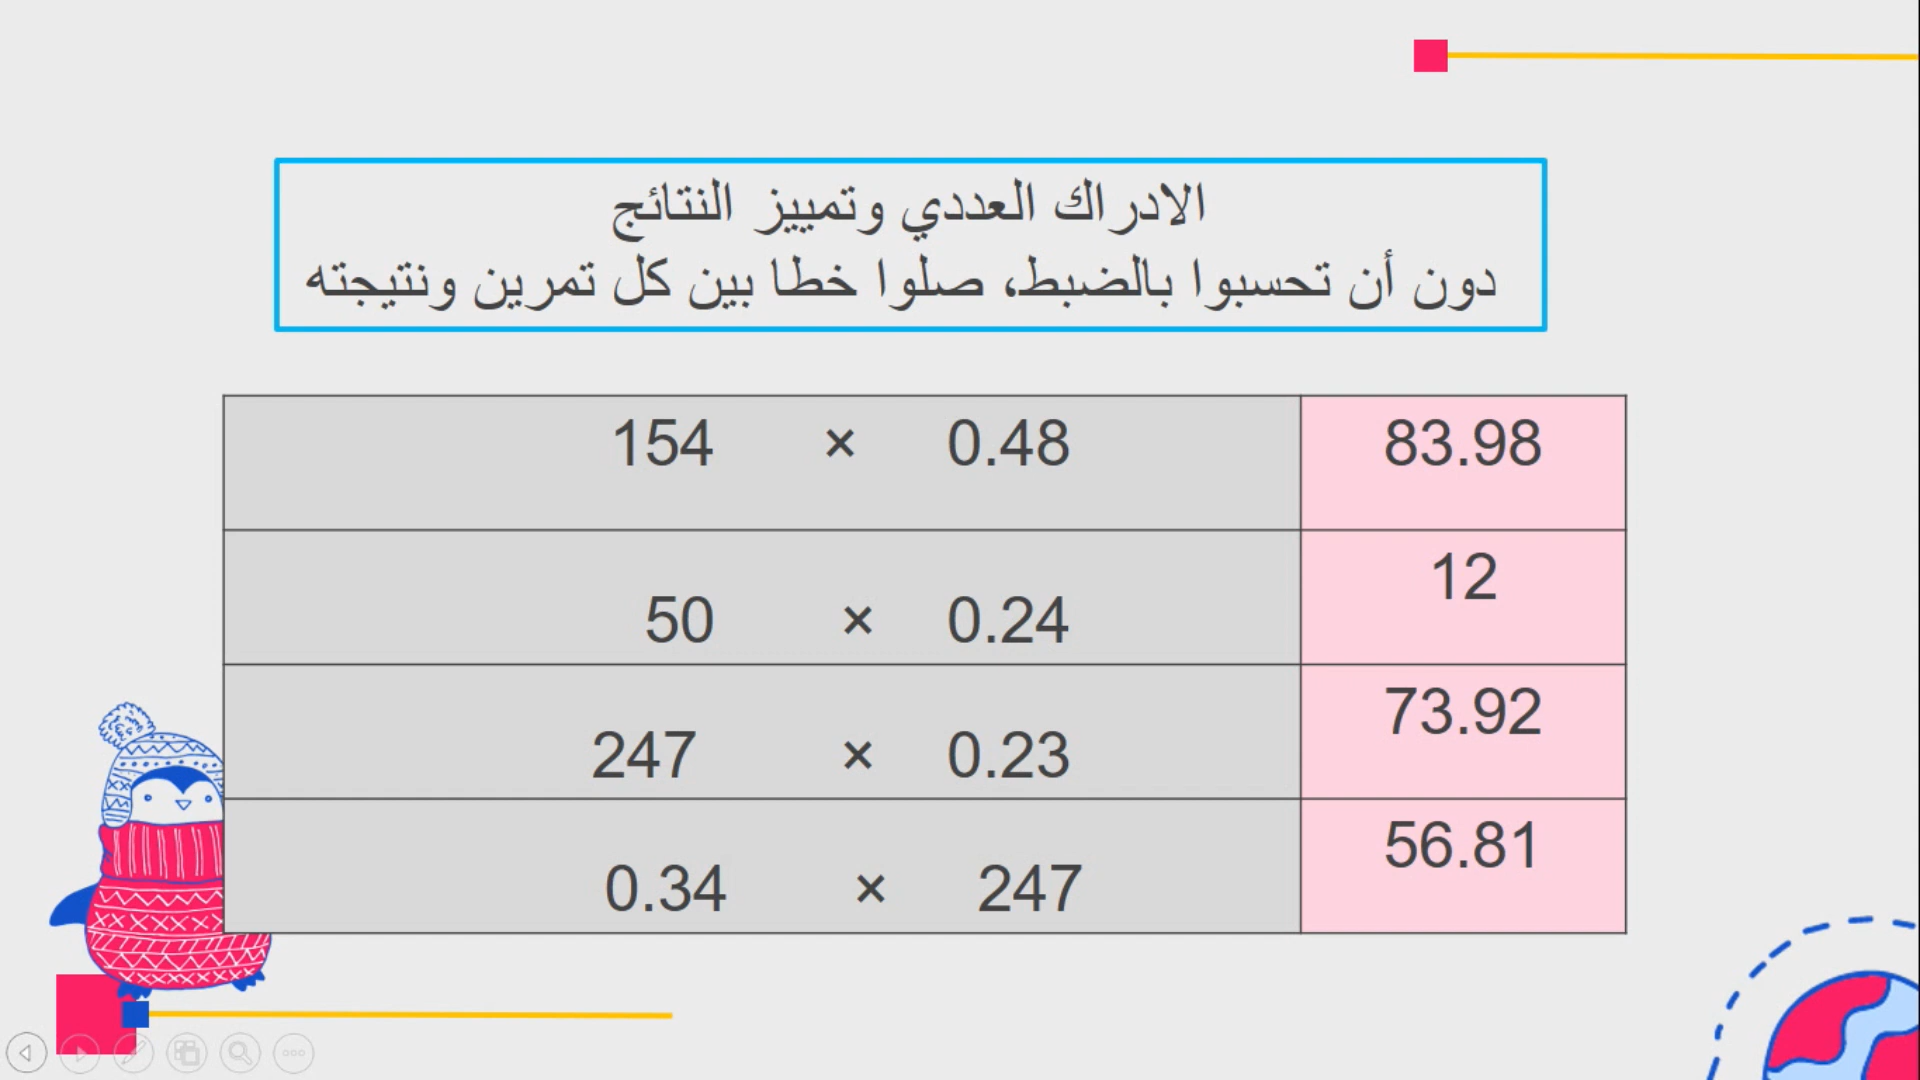 الادراك العددي وتمييز النتائج
دون أن تحسبوا بالضبط، صلوا خطا بين كل تمرين ونتيجته
154 × 0.48 83.98
50 × 0.24 12
247 × 0.23 73.92
0.34 × 247 56.81